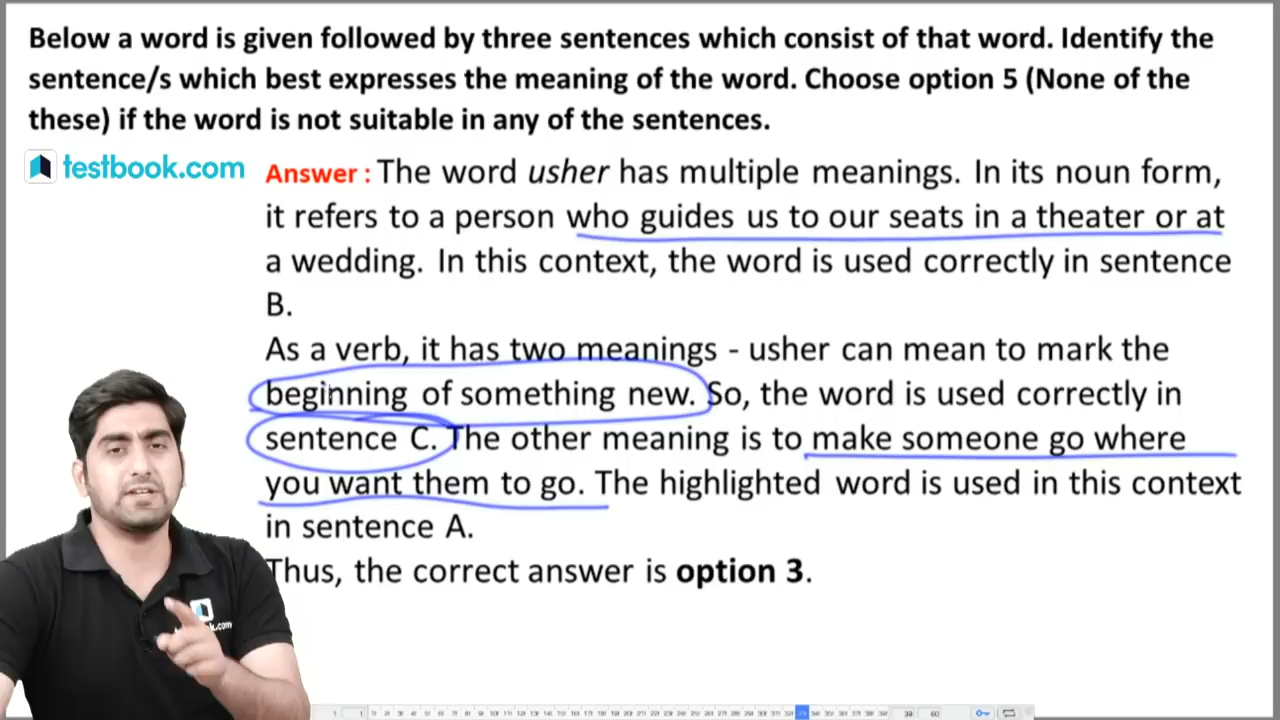 Below a word is given followed by three sentences which consist of that word. Identify the
sentence/s which best expresses the meaning of the word. Choose option 5 (None of the
these) if the word is not suitable in any of the sentences.
testbook.com
Answer : The word usher has multiple meanings. In its noun form,
it refers to a person who guides us to our seats in a theater or at
a wedding. In this context, the word is used correctly in sentence
B.
As a verb, it has two meanings - usher can mean to mark the
beginning of something new. So, the word is used correctly in
sentence C. The other meaning is to make someone go where
you want them to go. The highlighted word is used in this context
in sentence A.
Thus, the correct answer is option 3.